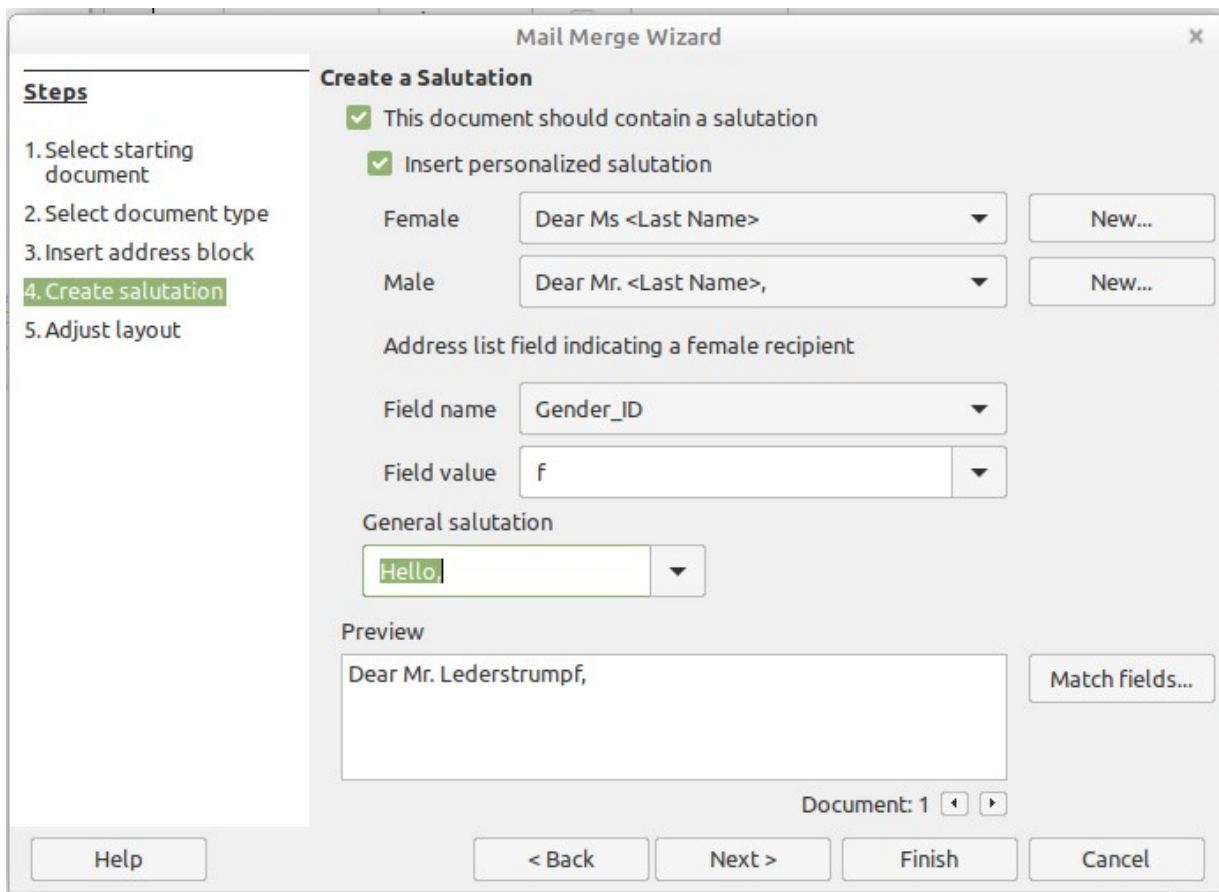 Mail Merge Wizard
Steps
1. Select starting
document
2. Select document type
3. Insert address block
4. Create salutation
5. Adjust layout
Create a Salutation
This document should contain a salutation
Insert personalized salutation
Female Dear Ms <Last Name> New...
Male Dear Mr. <Last Name>, New...
Address list field indicating a female recipient
Field name Gender_ID
Field value f
General salutation
Hello,
Preview
Dear Mr. Lederstrumpf,
Match fields...
Document: 1
Help < Back Next > Finish Cancel